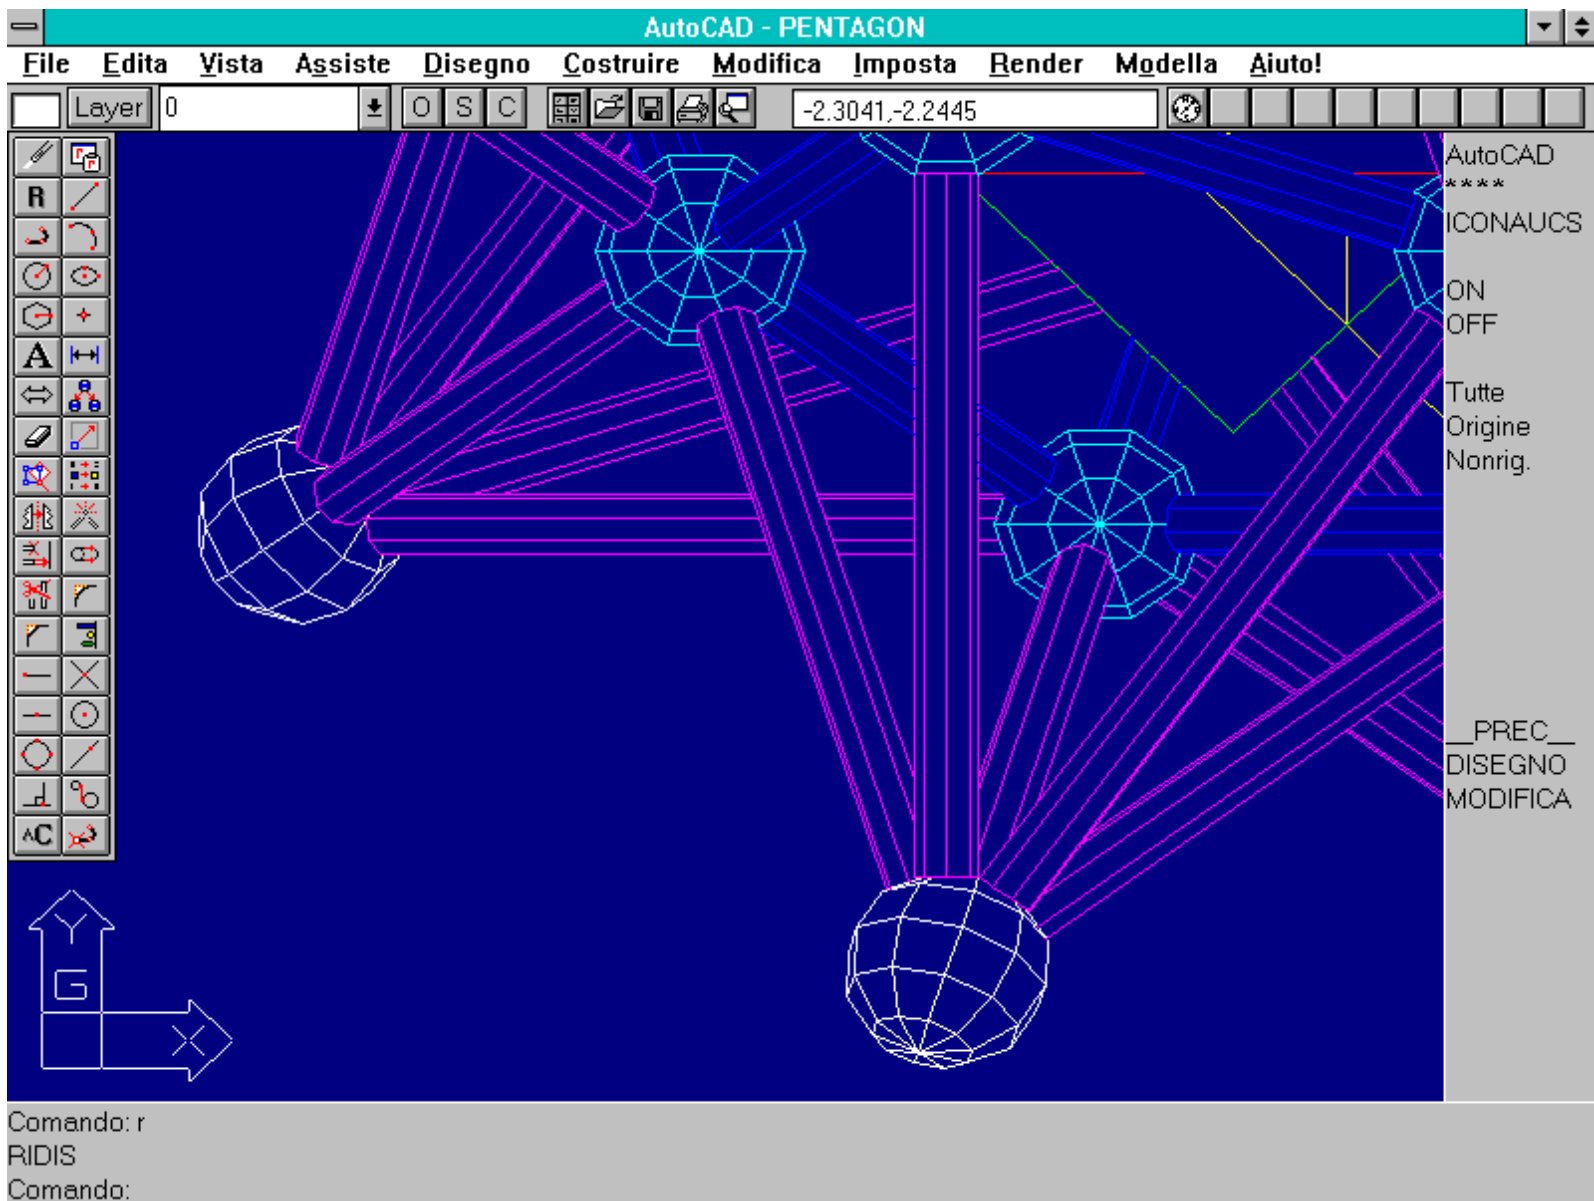 AutoCAD - PENTAGON
File Edita Vista Assiste Disegno Costruire Modifica Imposta Render Modella Aiuto!
Layer 0 O S C -2.3041,-2.2445
AutoCAD
****
ICONAUCS
ON
OFF
Tutte
Origine
Nonrig.
__PREC__
DISEGNO
MODIFICA
R
A
^C
Y
G
X
Comando: r
RIDIS
Comando: